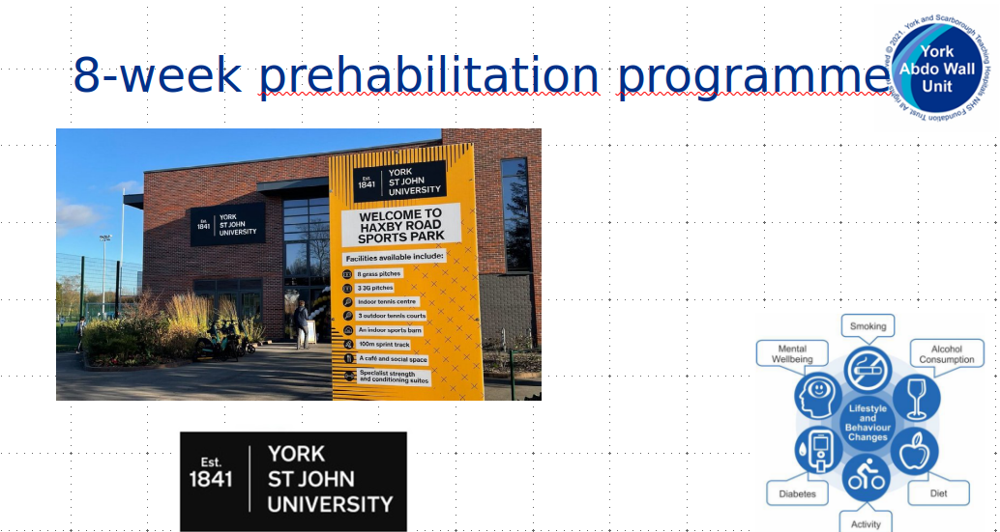 8-week prehabilitation programme
© 2021. York and Scarborough Teaching Hospitals NHS Foundation Trust. All rights reserved
York
Abdo Wall
Unit
Est.
1841
YORK
ST JOHN
UNIVERSITY
Est.
1841
YORK
ST JOHN
UNIVERSITY
WELCOME TO
HAXBY ROAD
SPORTS PARK
Facilities available include:
8 grass pitches
3 3G pitches
Indoor tennis centre
3 outdoor tennis courts
An indoor sports barn
100m sprint track
A café and social space
Specialist strength
and conditioning suites
Est.
1841
YORK
ST JOHN
UNIVERSITY
Smoking
Mental
Wellbeing
Alcohol
Consumption
Lifestyle
and
Behaviour
Changes
Diabetes
Diet
Activity